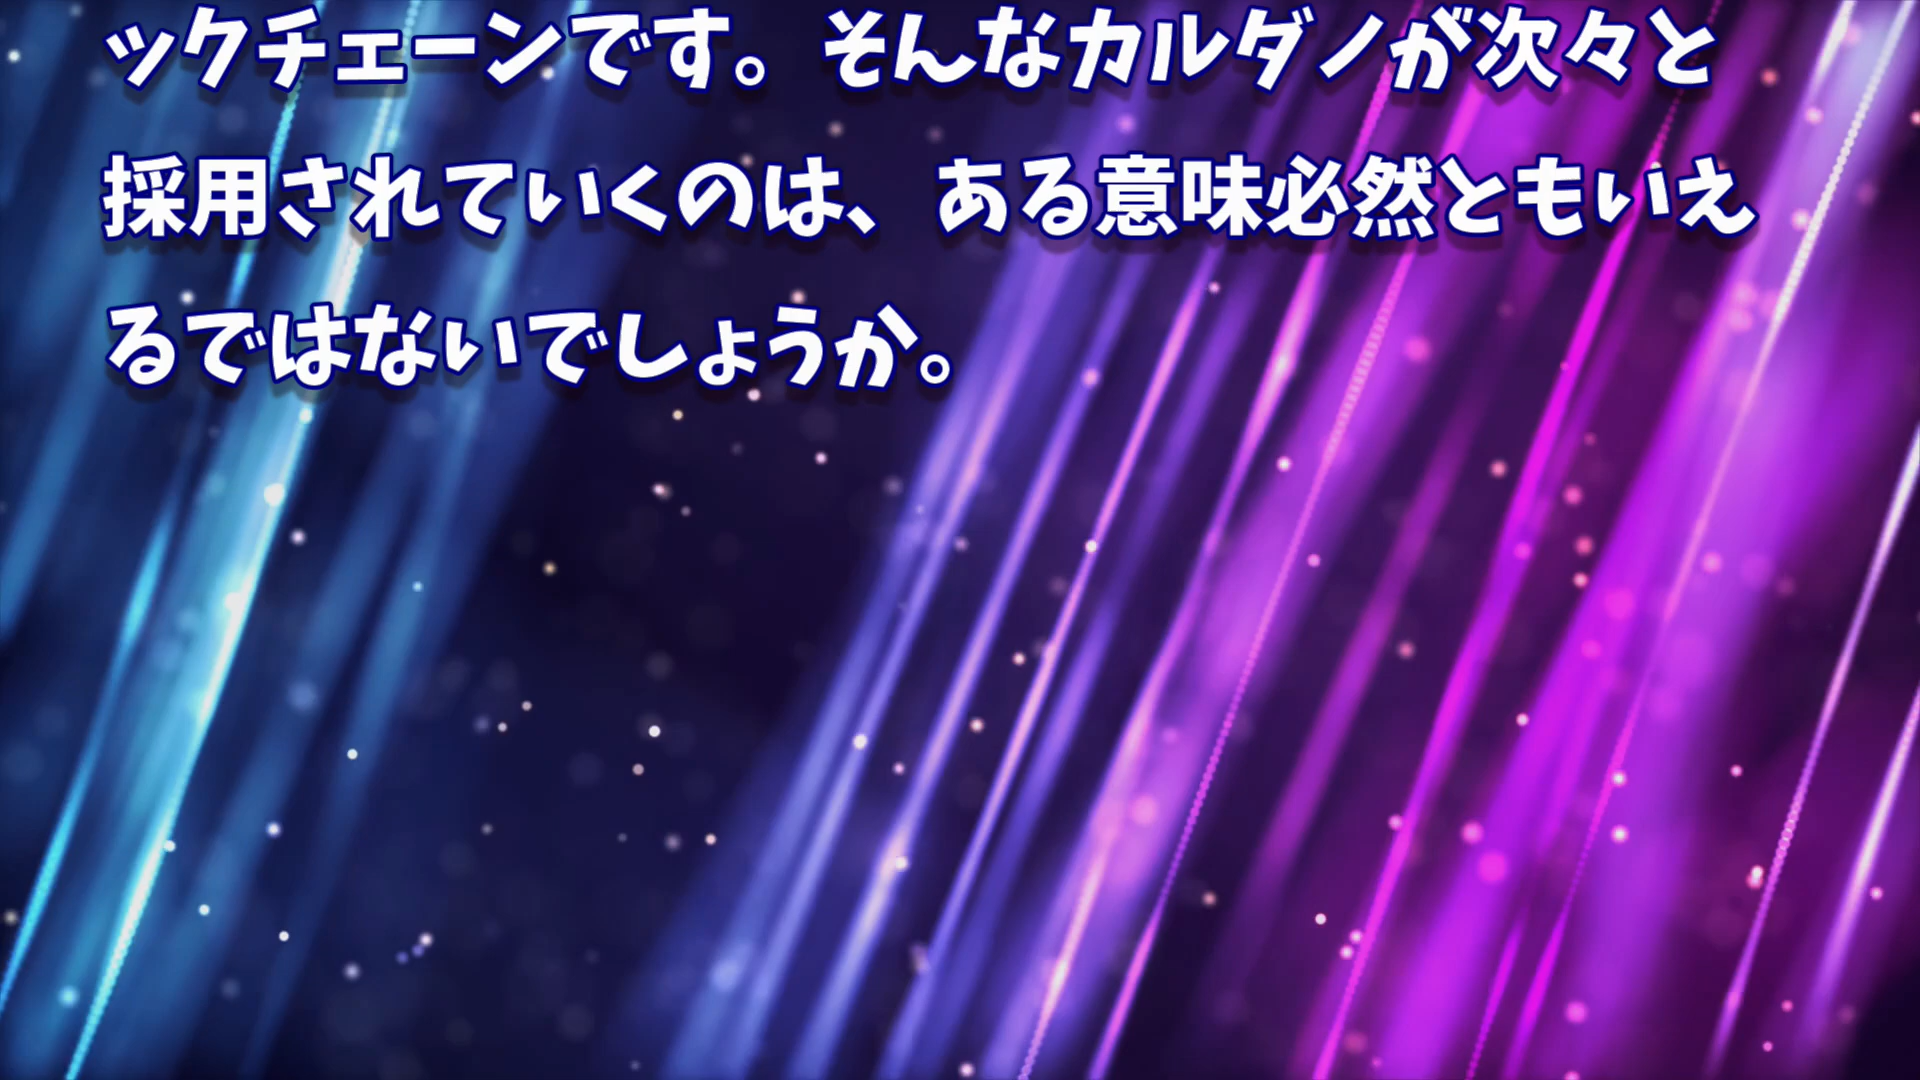 ックチェーンです。そんなカルダノが次々と
採用されていくのは、ある意味必然ともいえ
るではないでしょうか。